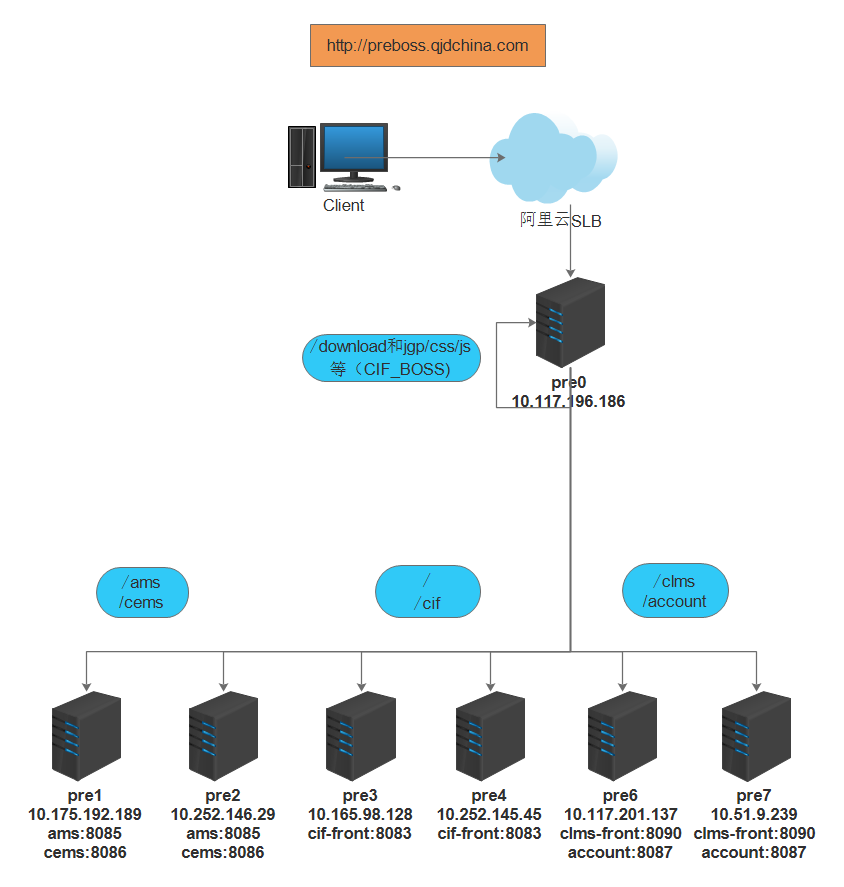 http://preboss.qjdchina.com
Client
阿里云SLB
/download和jgp/css/js
等（CIF_BOSS)
pre0
10.117.196.186
/ams
/cems
/
/cif
/clms
/account
pre1
10.175.192.189
ams:8085
cems:8086
pre2
10.252.146.29
ams:8085
cems:8086
pre3
10.165.98.128
cif-front:8083
pre4
10.252.145.45
cif-front:8083
pre6
10.117.201.137
clms-front:8090
account:8087
pre7
10.51.9.239
clms-front:8090
account:8087